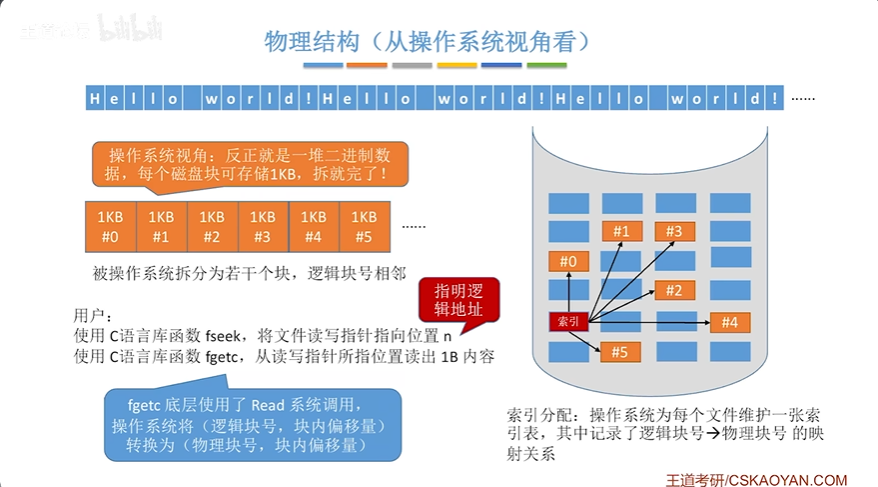 bilibili
物理结构（从操作系统视角看）
Hello world!Hello world!Hello world! ······
操作系统视角：反正就是一堆二进制数
据，每个磁盘块可存储1KB，拆就完了！
1KB 1KB 1KB 1KB 1KB 1KB
#0 #1 #2 #3 #4 #5 ······
被操作系统拆分为若干个块，逻辑块号相邻
指明逻
辑地址
用户：
使用 C语言库函数 fseek，将文件读写指针指向位置 n
使用 C语言库函数 fgetc，从读写指针所指位置读出 1B 内容
fgetc 底层使用了 Read 系统调用，
操作系统将（逻辑块号，块内偏移量）
转换为（物理块号，块内偏移量）
#1 #3
#0
#2
索引 #4
#5
索引分配：操作系统为每个文件维护一张索
引表，其中记录了逻辑块号→物理块号 的映
射关系
王道考研/CSKAOYAN.COM